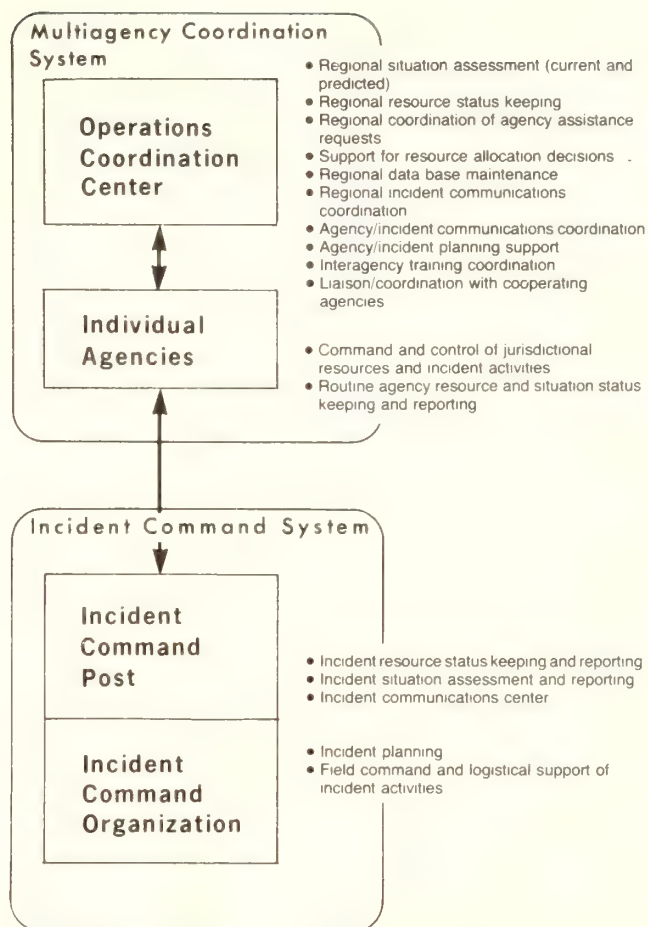 Multiagency Coordination
System
Operations
Coordination
Center
• Regional situation assessment (current and
predicted)
• Regional resource status keeping
• Regional coordination of agency assistance
requests
• Support for resource allocation decisions .
• Regional data base maintenance
• Regional incident communications
coordination
• Agency/incident communications coordination
• Agency/incident planning support
• Interagency training coordination
• Liaison/coordination with cooperating
agencies
Individual
Agencies
• Command and control of jurisdictional
resources and incident activities
• Routine agency resource and situation status
keeping and reporting
Incident Command System
Incident
Command
Post
• Incident resource status keeping and reporting
• Incident situation assessment and reporting
• Incident communications center
Incident
Command
Organization
• Incident planning
• Field command and logistical support of
incident activities